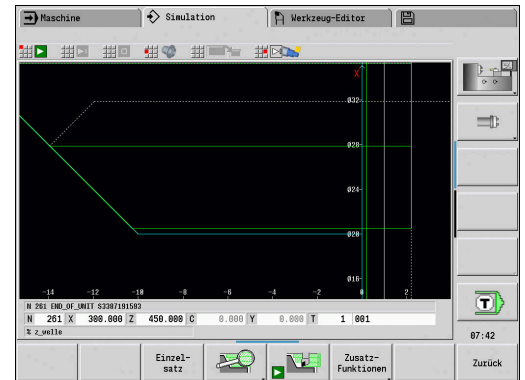 Maschine
Simulation
Werkzeug-Editor
X
032
028
024
020
016
-14 -12 -10 -8 -6 -4 -2 0 2
N 261 END_OF_UNIT S3387191503
N 261 X 300.000 Z 450.000 C 0.000 Y 0.000 T 1 001
% z_welle
T
07:42
Einzel-
satz
Zusatz-
Funktionen
Zurück